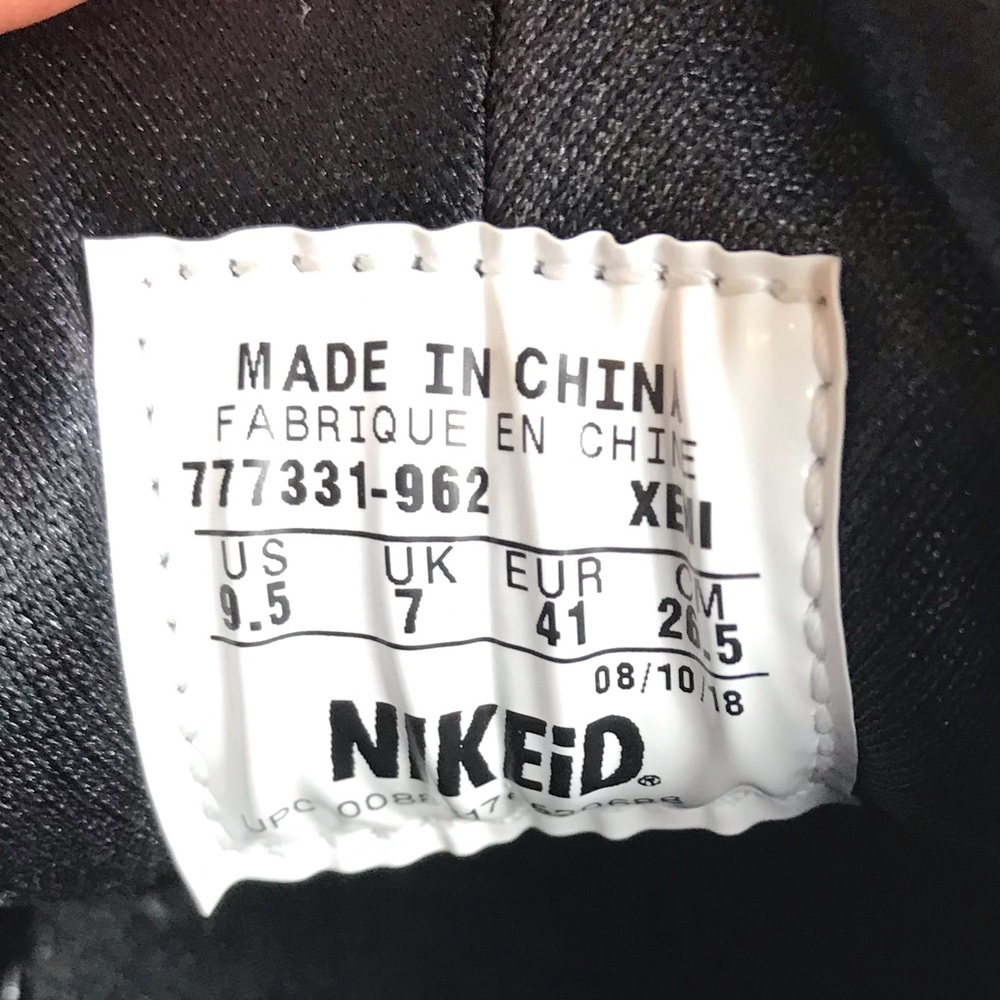 MADE IN CHINA
FABRIQUE EN CHINE
777331-962
US UK EUR CM
9.5 7 41 26.5
08/10/18
NIKEiD®
UPC